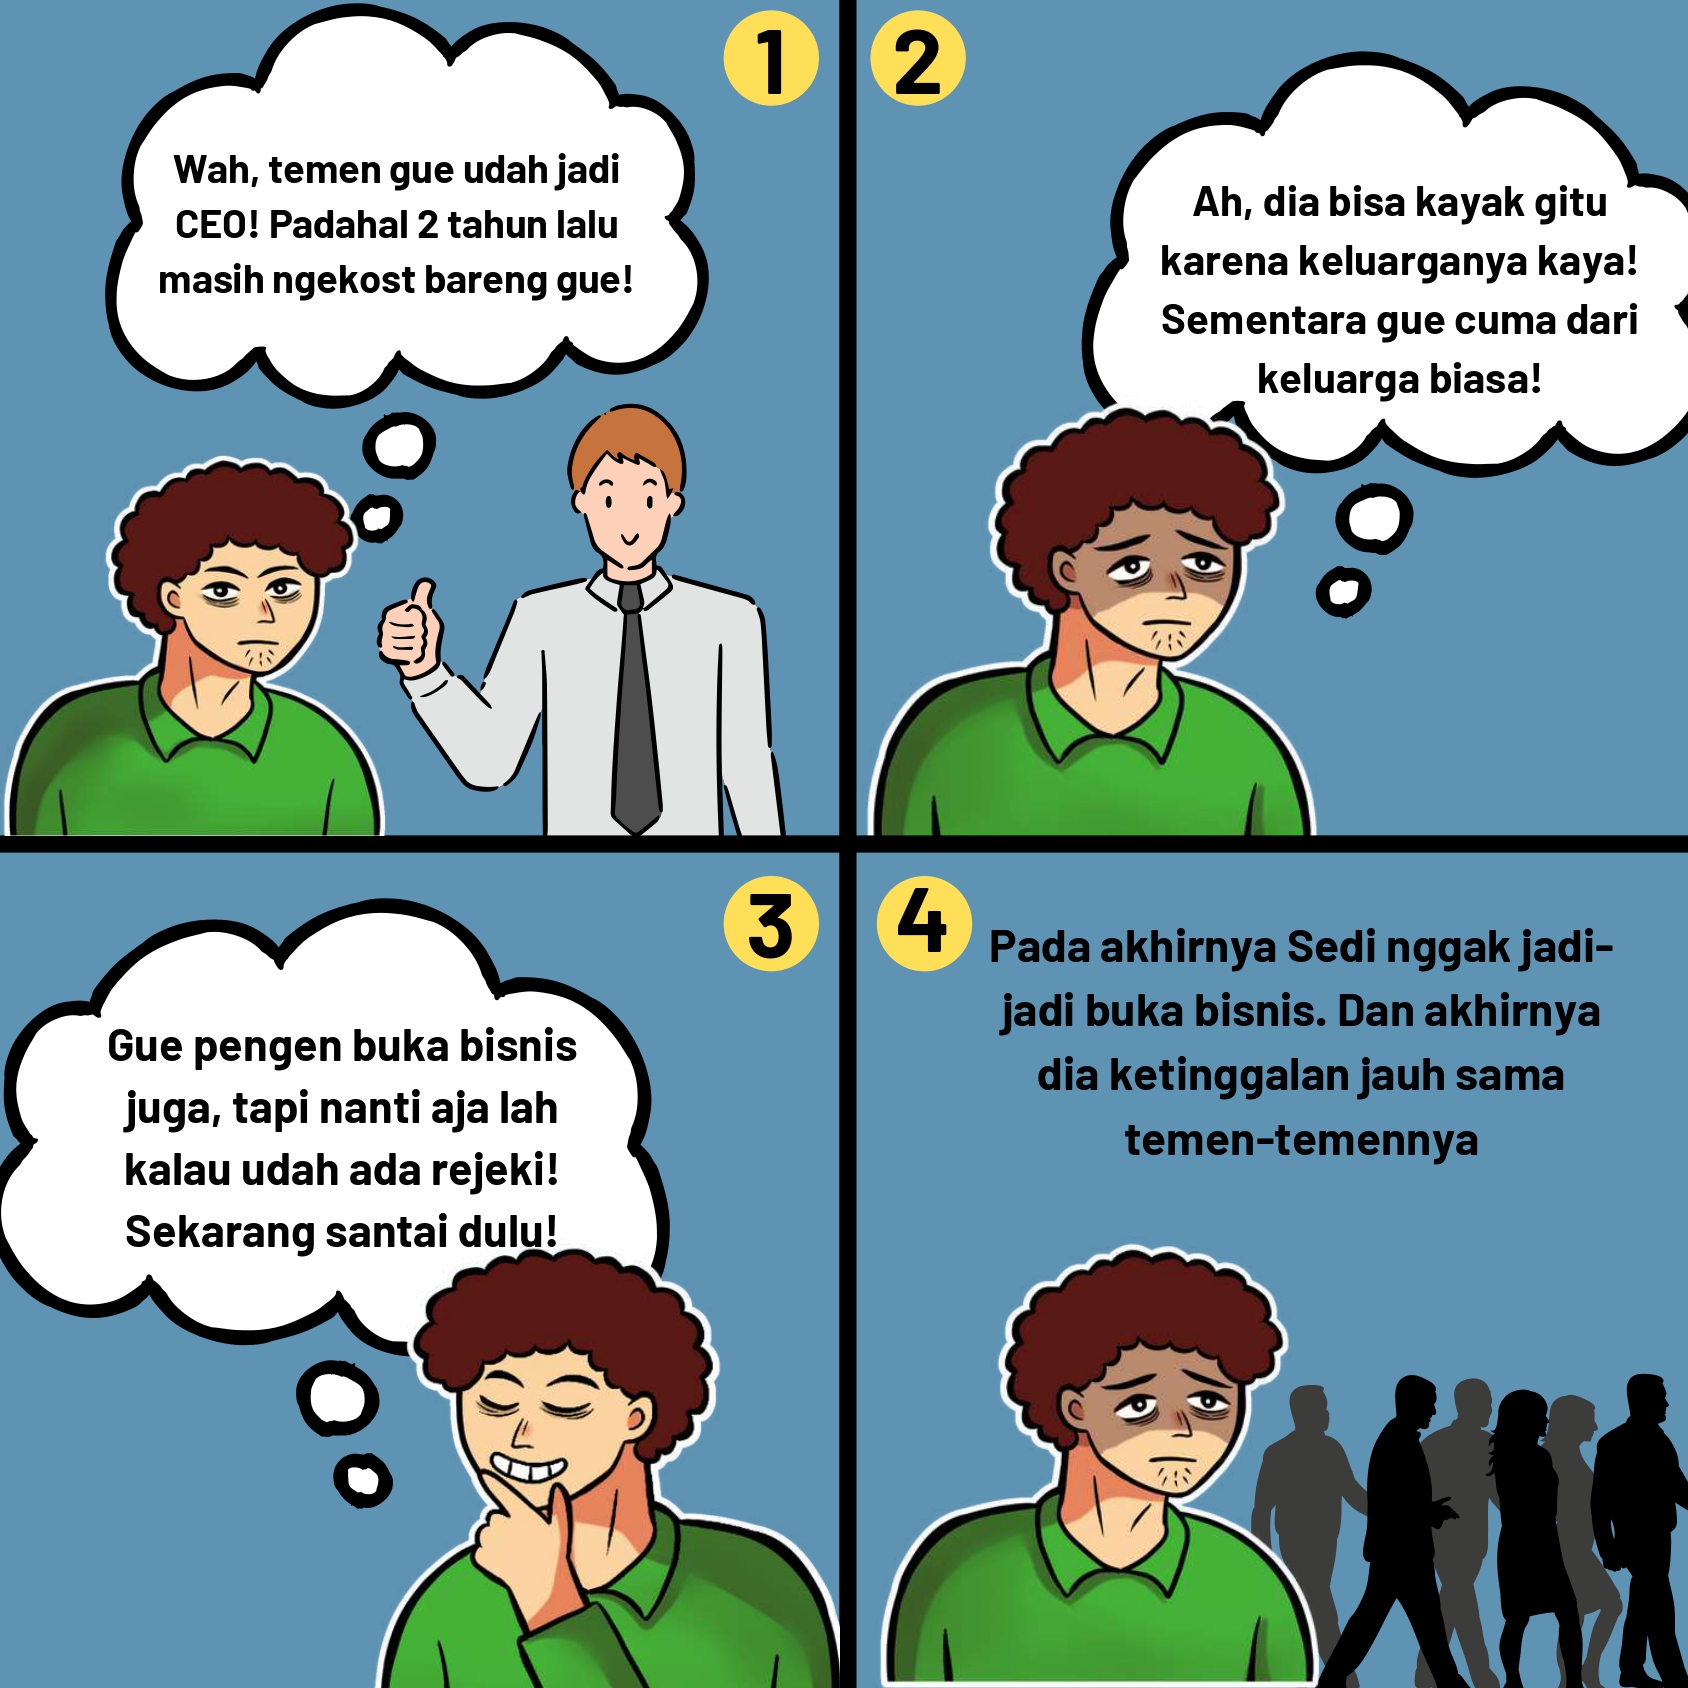 1
Wah, temen gue udah jadi
CEO! Padahal 2 tahun lalu
masih ngekost bareng gue!
2
Ah, dia bisa kayak gitu
karena keluarganya kaya!
Sementara gue cuma dari
keluarga biasa!
3
Gue pengen buka bisnis
juga, tapi nanti aja lah
kalau udah ada rejeki!
Sekarang santai dulu!
4
Pada akhirnya Sedi nggak jadi-
jadi buka bisnis. Dan akhirnya
dia ketinggalan jauh sama
temen-temennya